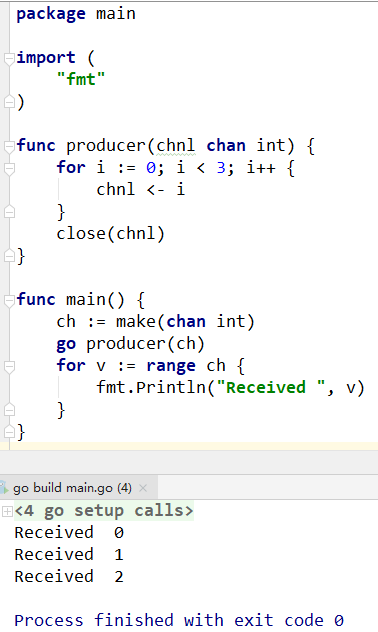 package main
import (
    "fmt"
)
func producer(chnl chan int) {
    for i := 0; i < 3; i++ {
        chnl <- i
    }
    close(chnl)
}
func main() {
    ch := make(chan int)
    go producer(ch)
    for v := range ch {
        fmt.Println("Received ", v)
    }
}
go build main.go (4) ×
<4 go setup calls>
Received  0
Received  1
Received  2
Process finished with exit code 0